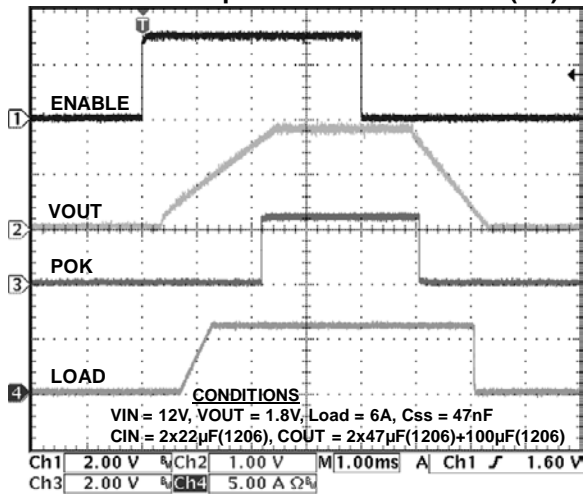 T
ENABLE
1
VOUT
2
POK
3
LOAD
4
CONDITIONS
VIN = 12V, VOUT = 1.8V, Load = 6A, Css = 47nF
CIN = 2x22µF(1206), COUT = 2x47µF(1206)+100µF(1206)
Ch1 2.00 V Ch2 1.00 V M 1.00ms A Ch1 1.60 V
Ch3 2.00 V Ch4 5.00 A Ω